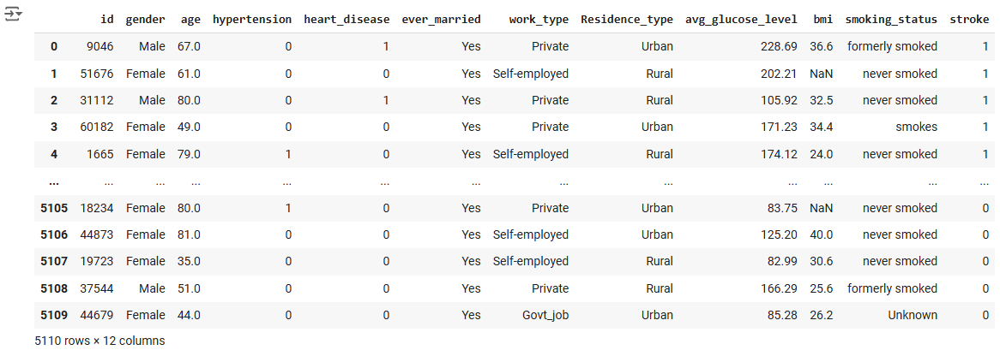 id gender age hypertension heart_disease ever_married work_type Residence_type avg_glucose_level bmi smoking_status stroke
0 9046 Male 67.0 0 1 Yes Private Urban 228.69 36.6 formerly smoked 1
1 51676 Female 61.0 0 0 Yes Self-employed Rural 202.21 NaN never smoked 1
2 31112 Male 80.0 0 1 Yes Private Rural 105.92 32.5 never smoked 1
3 60182 Female 49.0 0 0 Yes Private Urban 171.23 34.4 smokes 1
4 1665 Female 79.0 1 0 Yes Self-employed Rural 174.12 24.0 never smoked 1
... ... ... ... ... ... ... ... ... ... ... ... ...
5105 18234 Female 80.0 1 0 Yes Private Urban 83.75 NaN never smoked 0
5106 44873 Female 81.0 0 0 Yes Self-employed Urban 125.20 40.0 never smoked 0
5107 19723 Female 35.0 0 0 Yes Self-employed Rural 82.99 30.6 never smoked 0
5108 37544 Male 51.0 0 0 Yes Private Rural 166.29 25.6 formerly smoked 0
5109 44679 Female 44.0 0 0 Yes Govt_job Urban 85.28 26.2 Unknown 0
5110 rows × 12 columns